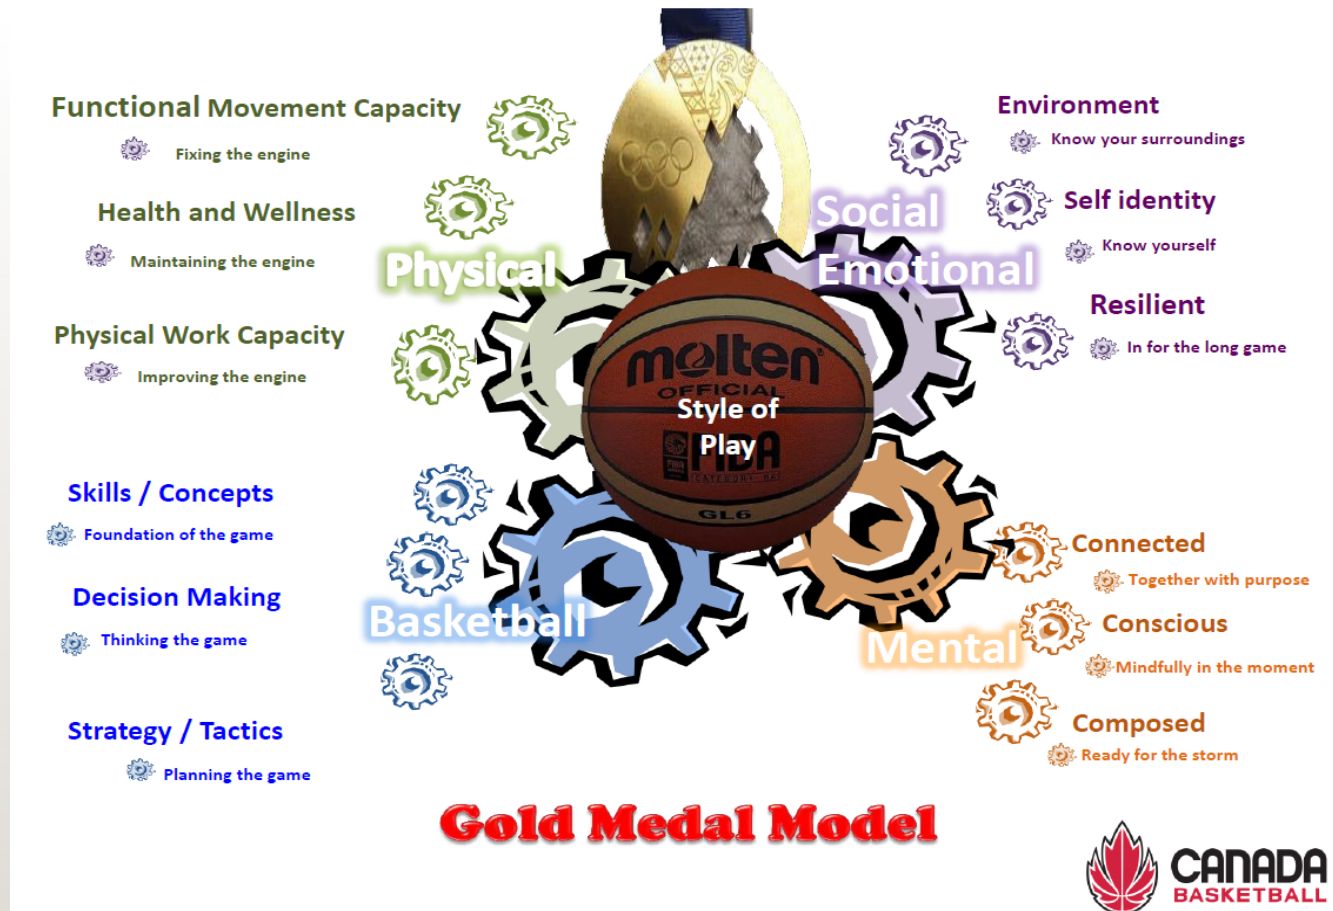 Functional Movement Capacity
Fixing the engine
Health and Wellness
Maintaining the engine
Physical Work Capacity
Improving the engine
Physical
Social
Emotional
Environment
Know your surroundings
Self identity
Know yourself
Resilient
In for the long game
molten
OFFICIAL
Style of
Play
FIBA
GL6
Skills / Concepts
Foundation of the game
Decision Making
Thinking the game
Strategy / Tactics
Planning the game
Basketball
Mental
Connected
Together with purpose
Conscious
Mindfully in the moment
Composed
Ready for the storm
Gold Medal Model
CANADA
BASKETBALL